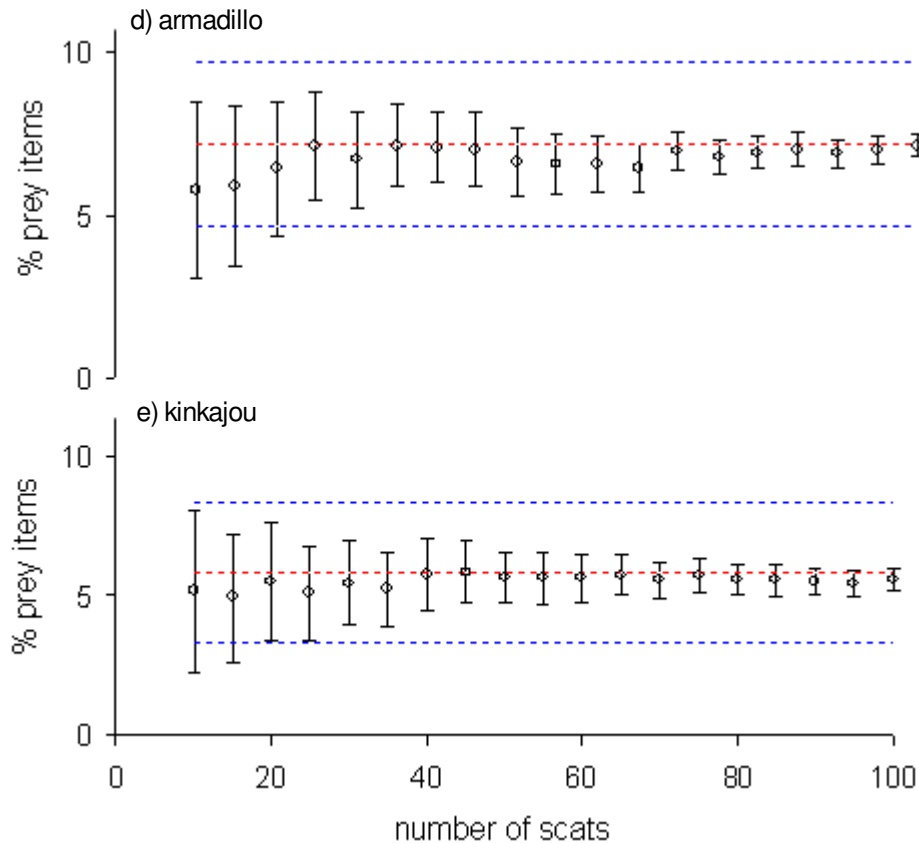 d) armadillo
10
5
0
% prey items
e) kinkajou
10
5
0
% prey items
0 20 40 60 80 100
number of scats